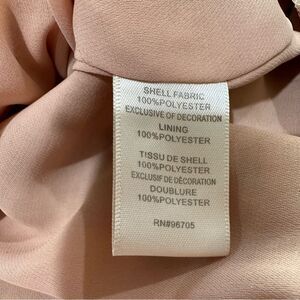 SHELL FABRIC
100%POLYESTER
EXCLUSIVE OF DECORATION
LINING
100%POLYESTER
TISSU DE SHELL
100%POLYESTER
EXCLUSIF DE DÉCORATION
DOUBLURE
100%POLYESTER
RN#96705